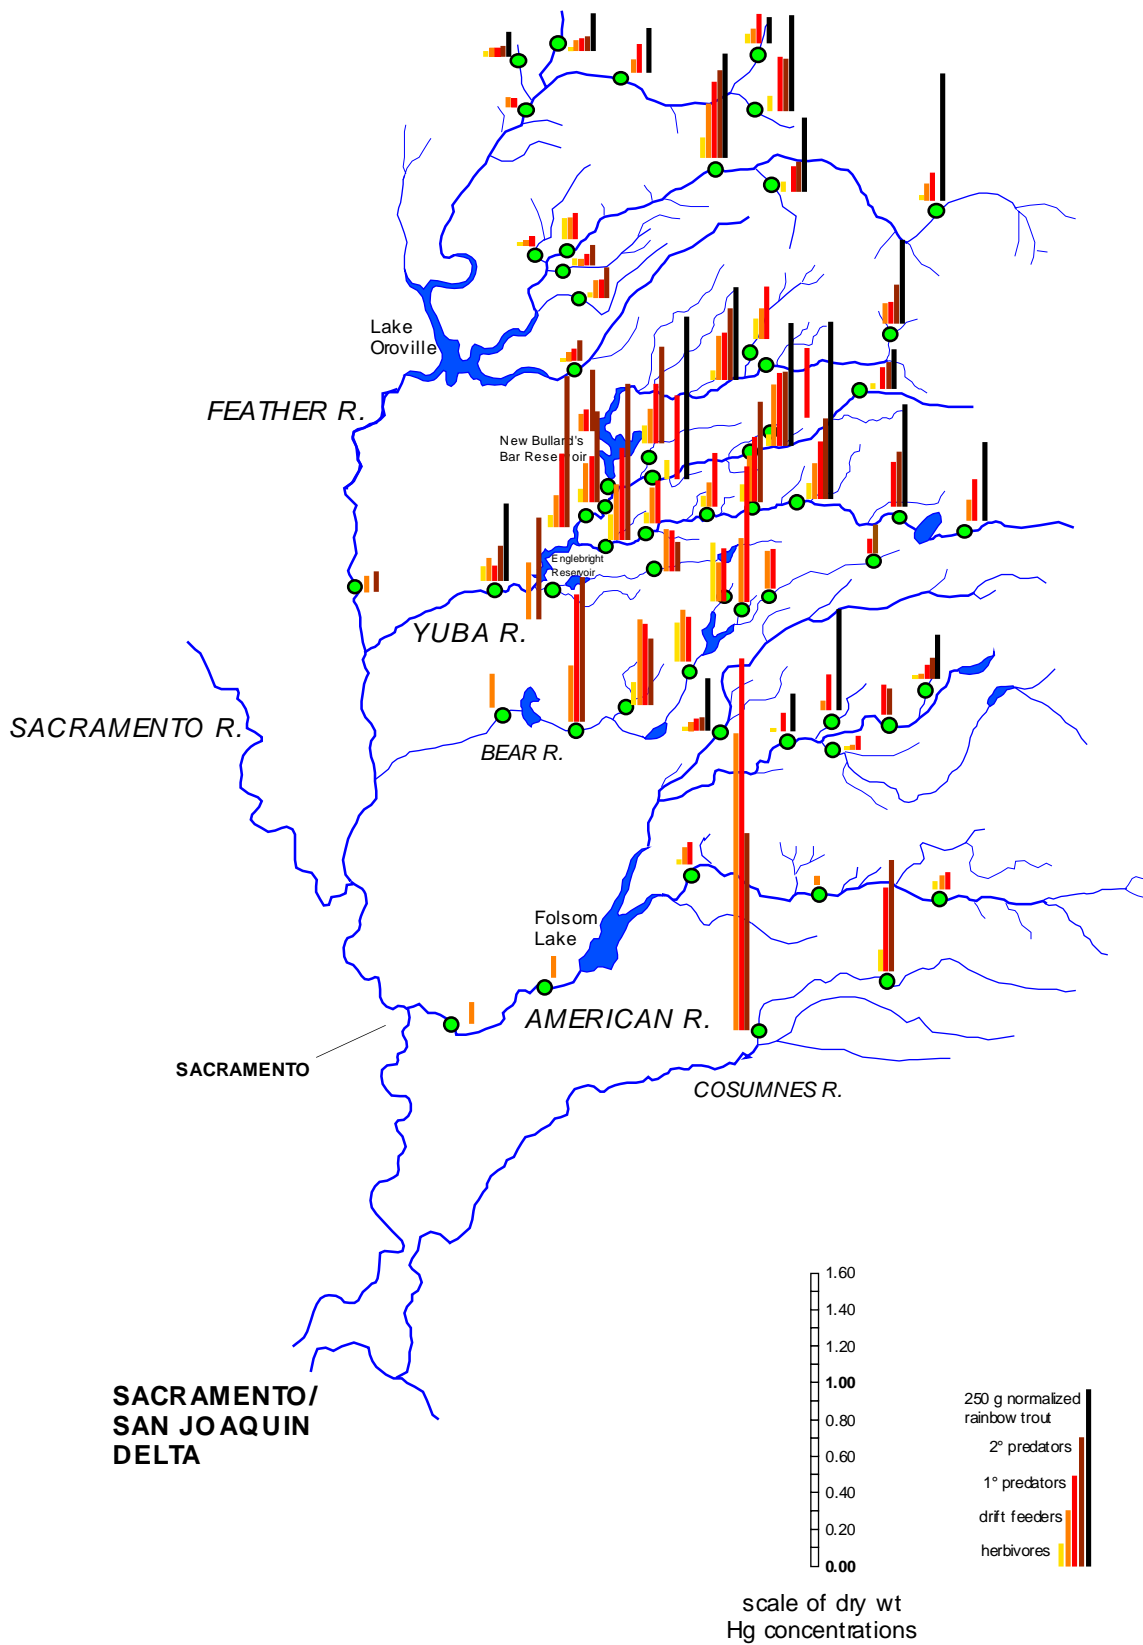 Lake
Oroville
FEATHER R.
New Bullard's
Bar Reservoir
Englebright
Reservoir
YUBA R.
SACRAMENTO R.
BEAR R.
Folsom
Lake
AMERICAN R.
SACRAMENTO
COSUMNES R.
SACRAMENTO/
SAN JOAQUIN
DELTA
1.60
1.40
1.20
1.00
0.80
0.60
0.40
0.20
0.00
scale of dry wt
Hg concentrations
250 g normalized
rainbow trout
2° predators
1° predators
drift feeders
herbivores